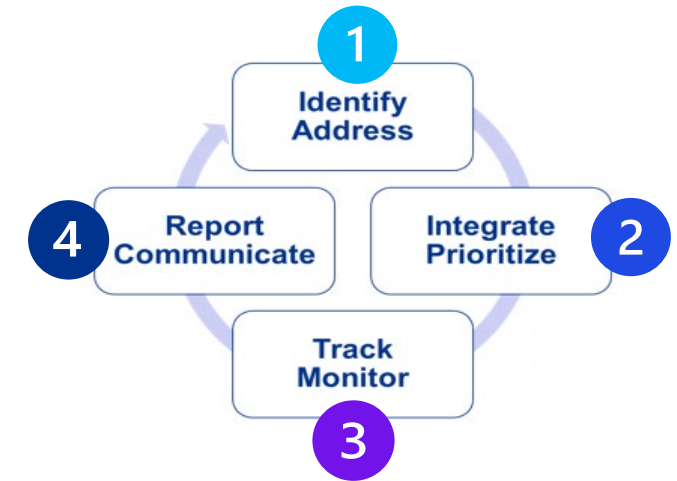 1
Identify
Address
2
Integrate
Prioritize
3
Track
Monitor
4
Report
Communicate